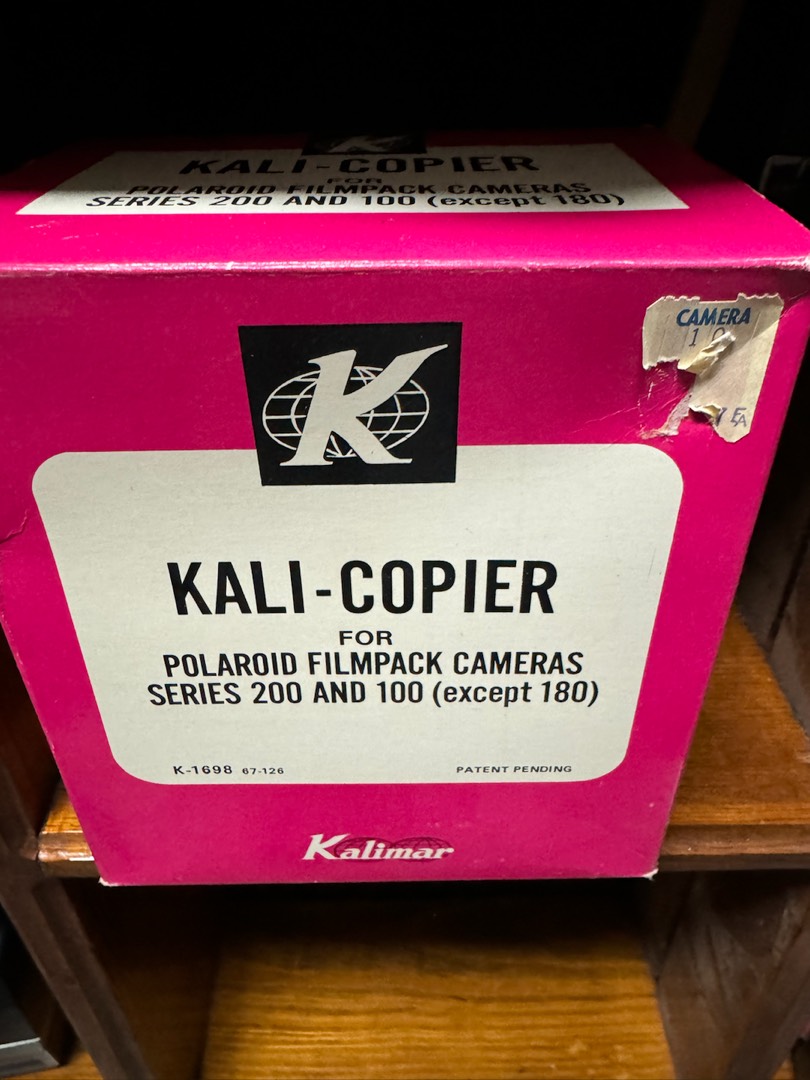 KALI-COPIER
FOR
POLAROID FILMPACK CAMERAS
SERIES 200 AND 100 (except 180)
CAMERA
EA
K
KALI-COPIER
FOR
POLAROID FILMPACK CAMERAS
SERIES 200 AND 100 (except 180)
K-1698 67-126
PATENT PENDING
Kalimar